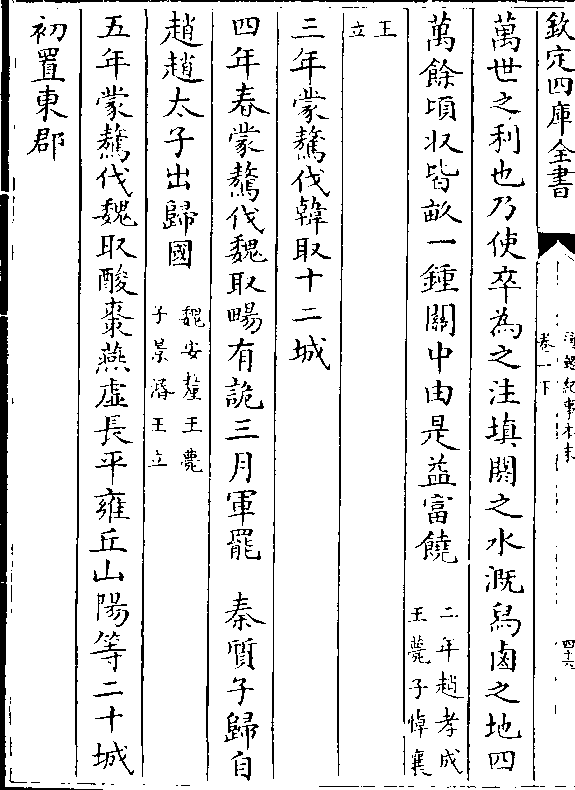 欽定四庫全書
通鑑紀事本末
卷一下
四十六
萬世之利也乃使卒為之注填閼之水溉舄鹵之地四
萬餘頃收皆畝一鍾關中由是益富饒 二年趙孝成
王薨子悼襄
王
立
三年蒙驁伐韓取十二城
四年春蒙驁伐魏取畼有詭三月軍罷 秦質子歸自
趙趙太子出歸國 魏安釐王薨
子景湣王立
五年蒙驁伐魏取酸棗燕虛長平雍丘山陽等二十城
初置東郡